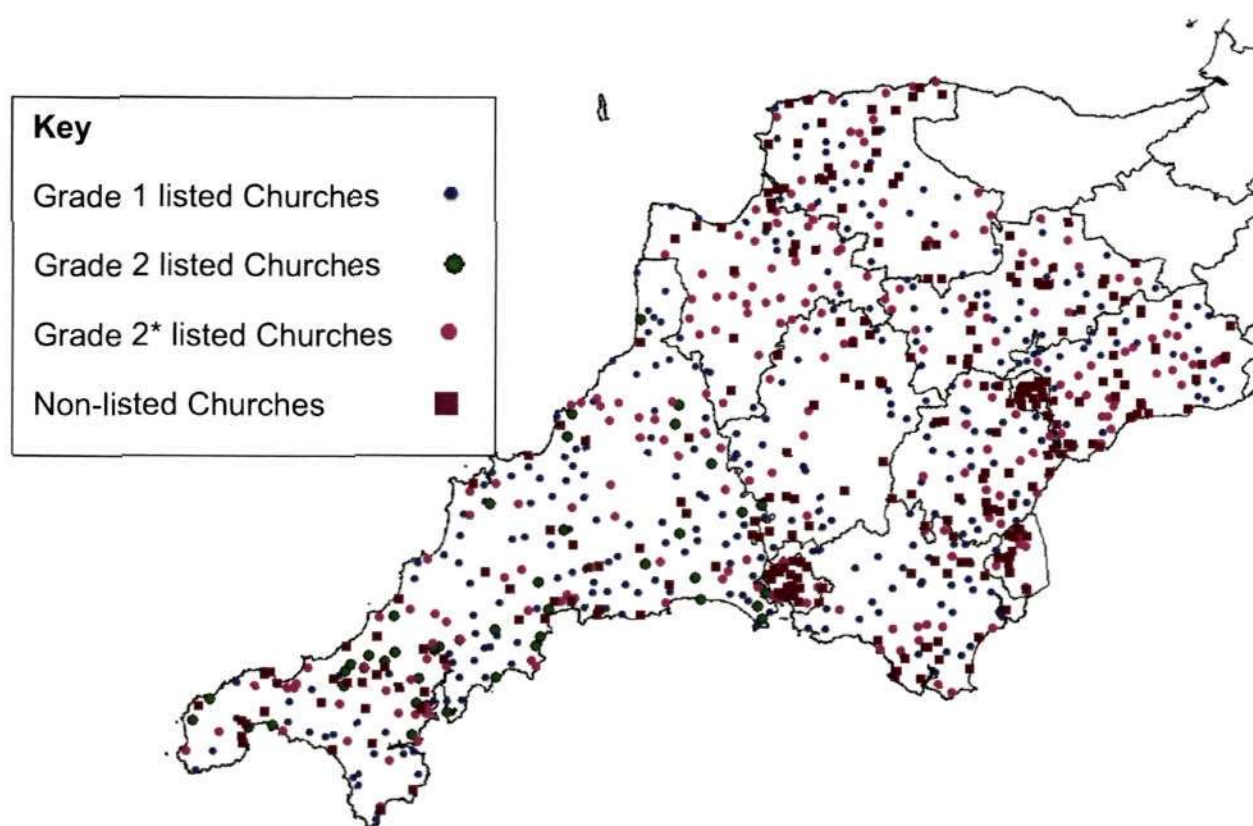 Key
Grade 1 listed Churches
Grade 2 listed Churches
Grade 2* listed Churches
Non-listed Churches